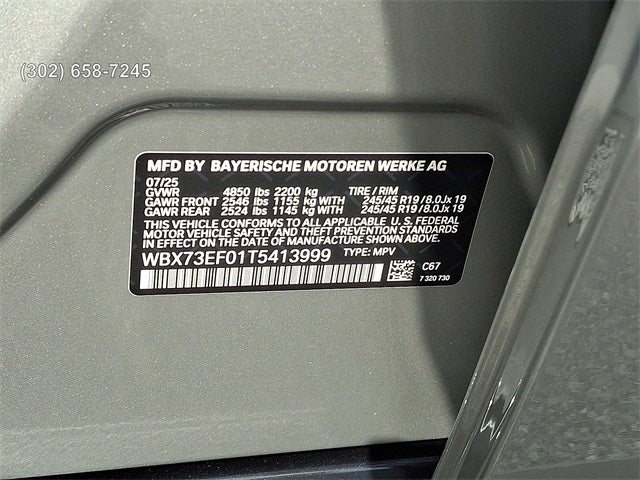 (302) 658-7245
MFD BY BAYERISCHE MOTOREN WERKE AG
07/25
GVWR 4850 lbs 2200 kg TIRE / RIM
GAWR FRONT 2546 lbs 1155 kg WITH 245/45 R19 / 8.0Jx 19
GAWR REAR 2524 lbs 1145 kg WITH 245/45 R19 / 8.0Jx 19
THIS VEHICLE CONFORMS TO ALL APPLICABLE U. S. FEDERAL
MOTOR VEHICLE SAFETY, BUMPER, AND THEFT PREVENTION
STANDARDS IN EFFECT ON THE DATE OF MANUFACTURE SHOWN ABOVE.
WBX73EF01T5413999 TYPE: MPV
C67
7 320 730